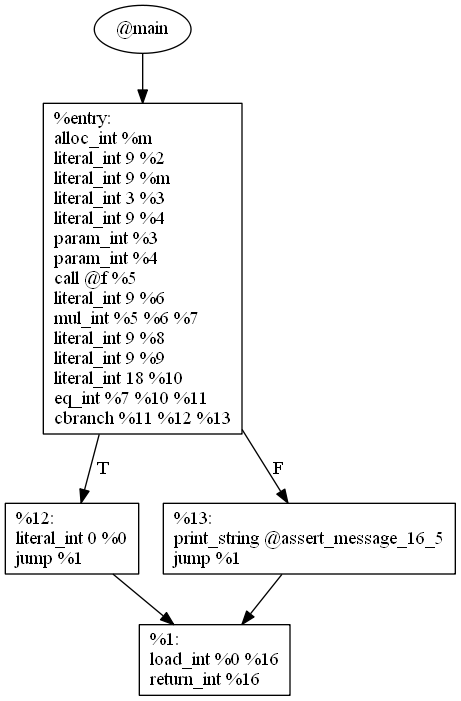 @main
%entry:
alloc_int %m
literal_int 9 %2
literal_int 9 %m
literal_int 3 %3
literal_int 9 %4
param_int %3
param_int %4
call @f %5
literal_int 9 %6
mul_int %5 %6 %7
literal_int 9 %8
literal_int 9 %9
literal_int 18 %10
eq_int %7 %10 %11
cbranch %11 %12 %13
T
F
%12:
literal_int 0 %0
jump %1
%13:
print_string @assert_message_16_5
jump %1
%1:
load_int %0 %16
return_int %16